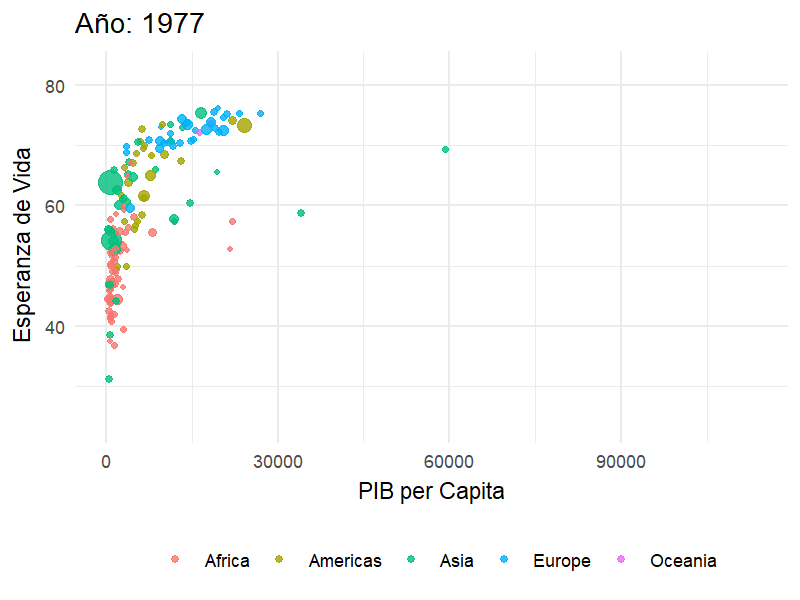 Año: 1977
80
60
40
Esperanza de Vida
0 30000 60000 90000
PIB per Capita
Africa Americas Asia Europe Oceania